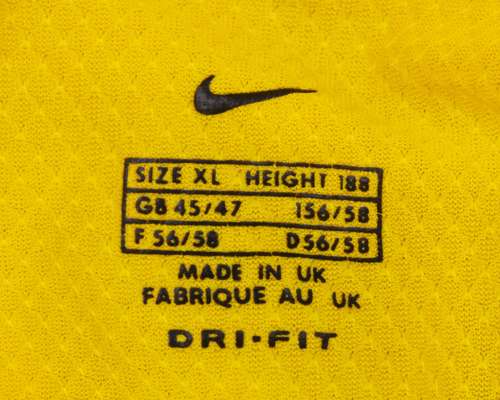 SIZE XL HEIGHT 188
GB 45/47 I56/58
F 56/58 D56/58
MADE IN UK
FABRIQUE AU UK
DRI-FIT